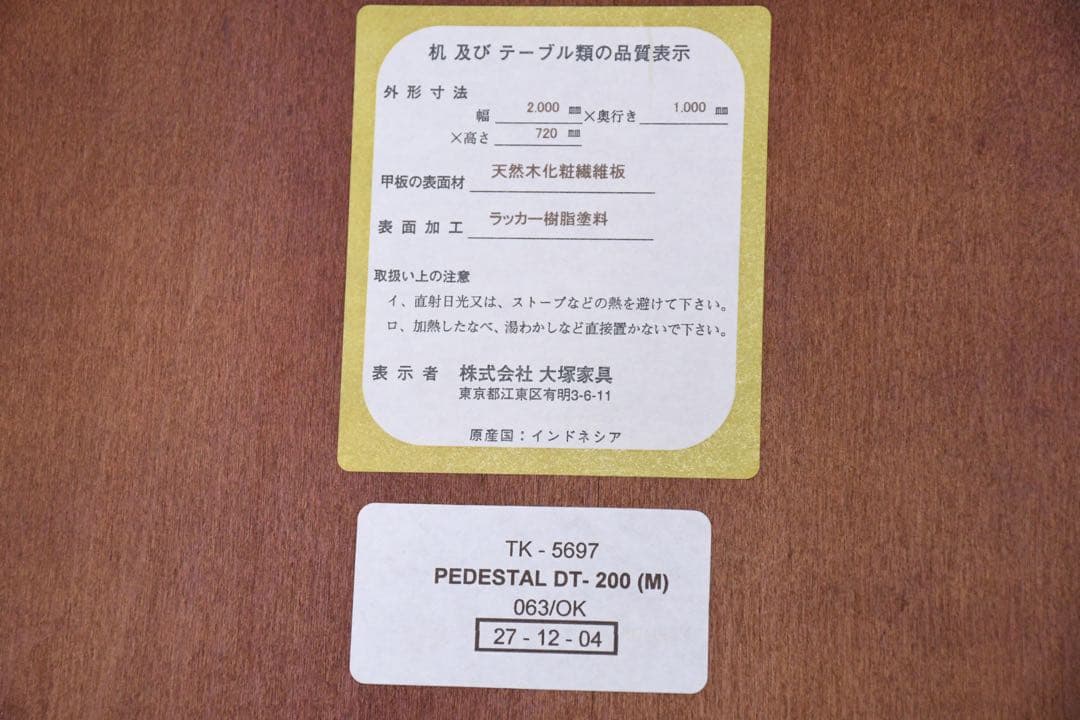 机 及び テーブル類の品質表示
外形寸法
幅 2.000 ㎜ ×奥行き 1.000 ㎜
×高さ 720 ㎜
甲板の表面材 天然木化粧繊維板
表面加工 ラッカー樹脂塗料
取扱い上の注意
イ、直射日光又は、ストーブなどの熱を避けて下さい。
ロ、加熱したなべ、湯わかしなど直接置かないで下さい。
表示者 株式会社 大塚家具
東京都江東区有明3-6-11
原産国：インドネシア
TK - 5697
PEDESTAL DT- 200 (M)
063/OK
27 - 12 - 04